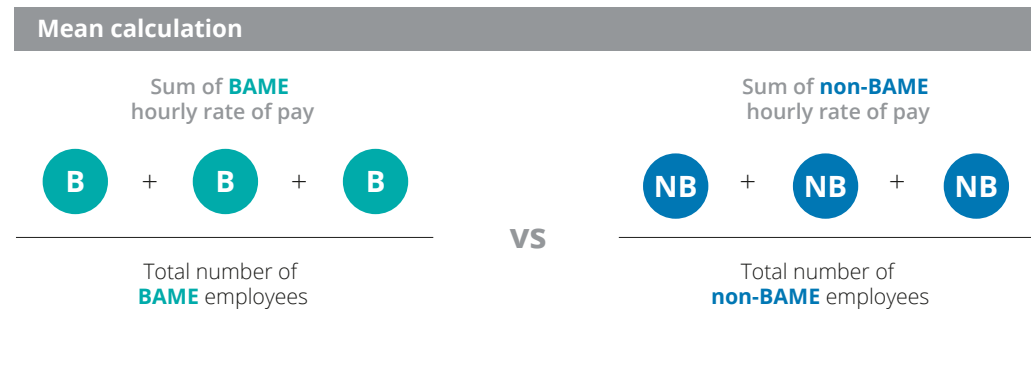 Mean calculation
Sum of BAME
hourly rate of pay
B + B + B
Total number of
BAME employees
vs
Sum of non-BAME
hourly rate of pay
NB + NB + NB
Total number of
non-BAME employees